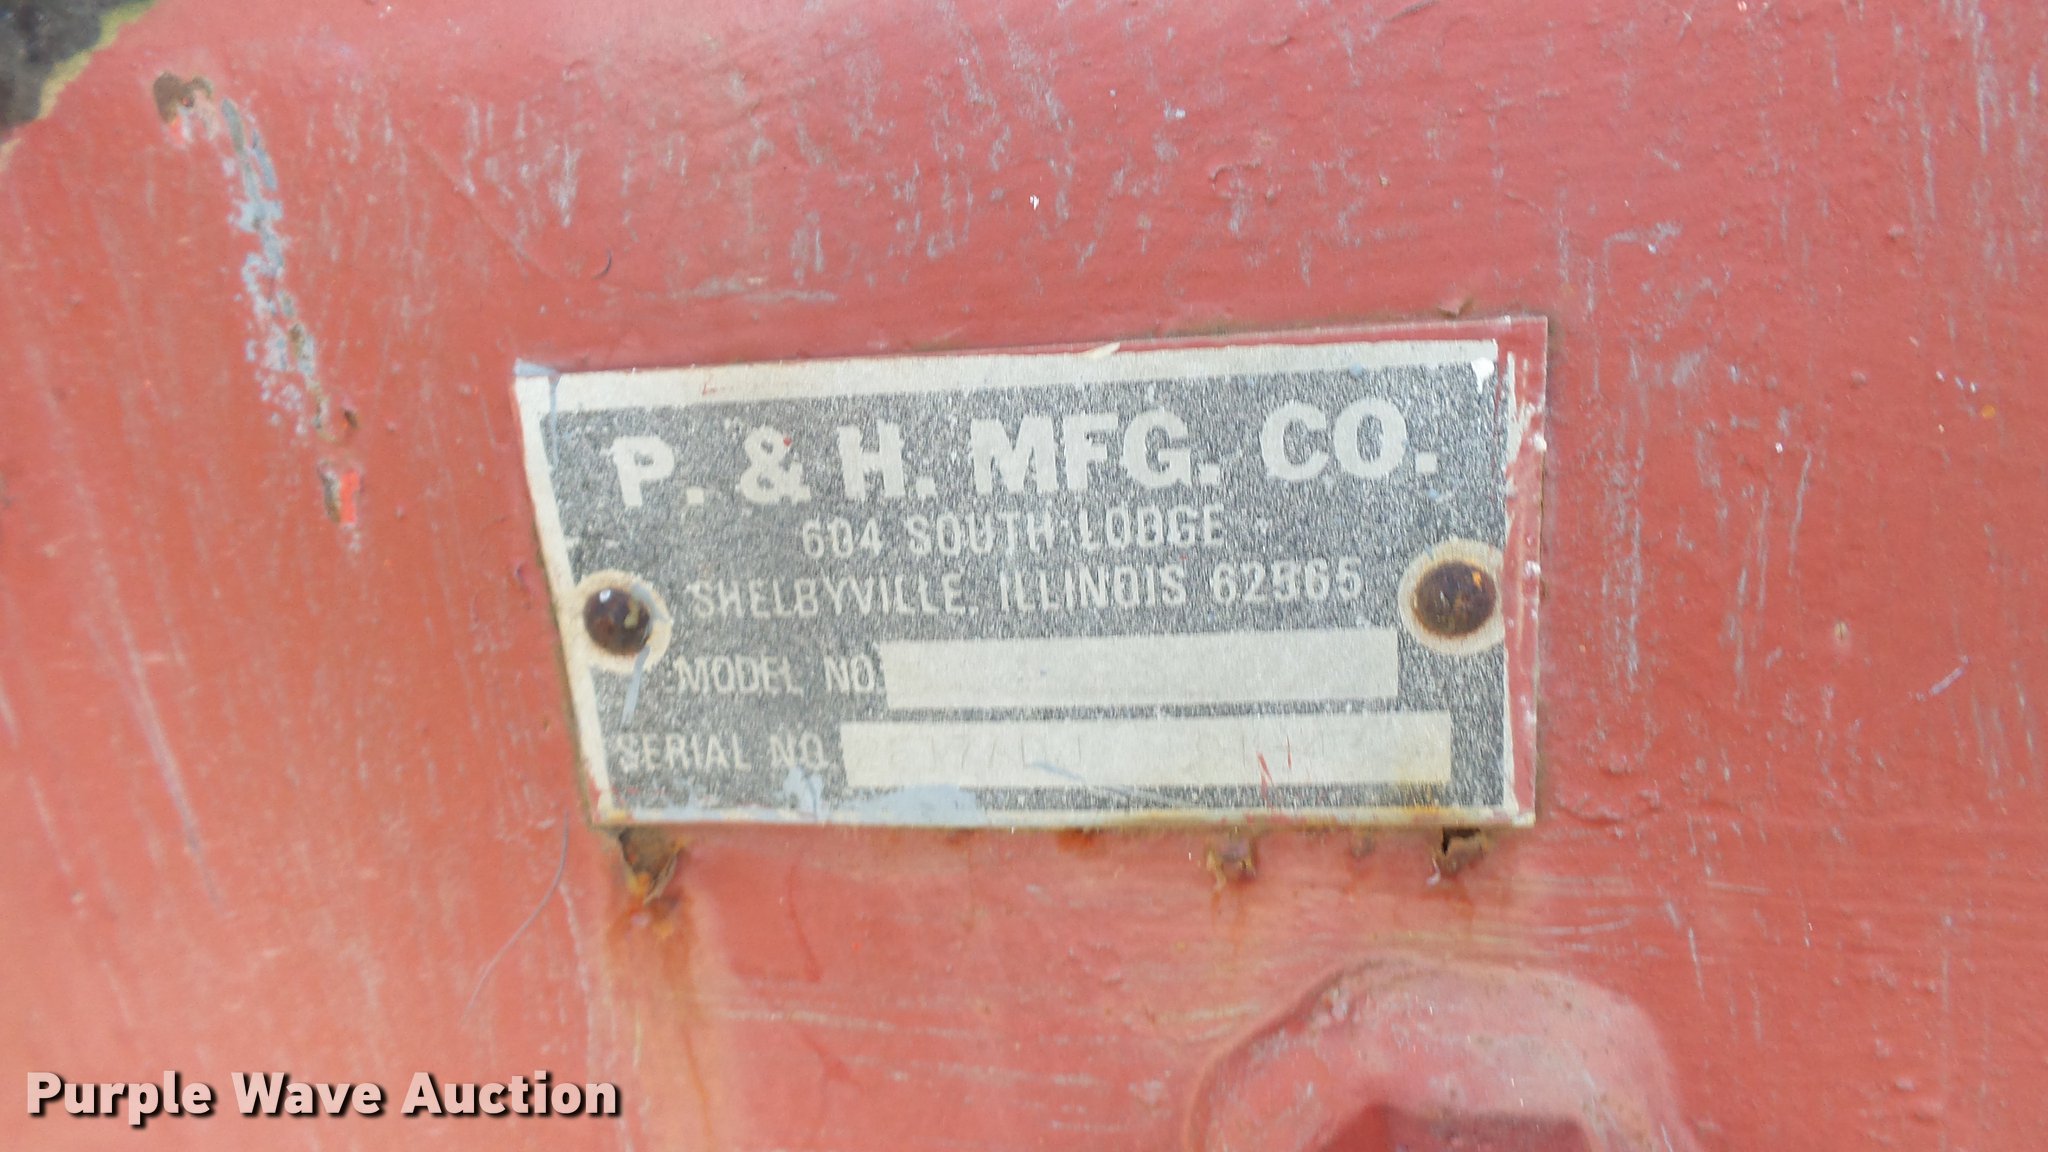 P. & H. MFG. CO.
604 SOUTH LODGE
SHELBYVILLE, ILLINOIS 62565
MODEL NO.
SERIAL NO.
Purple Wave Auction